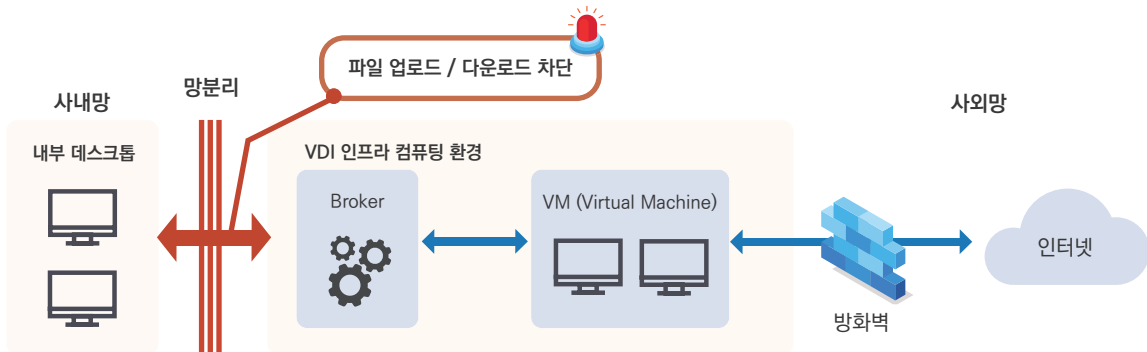 파일 업로드 / 다운로드 차단
사내망
망분리
사외망
내부 데스크톱
VDI 인프라 컴퓨팅 환경
Broker
VM (Virtual Machine)
인터넷
방화벽